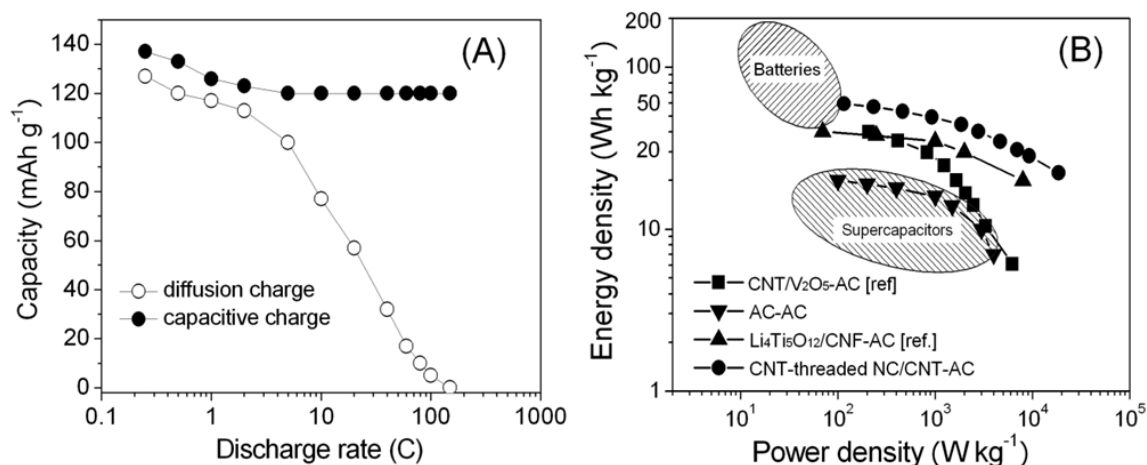 (A)
Capacity (mAh g⁻¹)
140
120
100
80
60
40
20
0
diffusion charge
capacitive charge
0.1
1
10
100
1000
Discharge rate (C)
(B)
Energy density (Wh kg⁻¹)
200
100
50
20
10
1
Batteries
Supercapacitors
CNT/V₂O₅-AC [ref]
AC-AC
Li₄Ti₅O₁₂/CNF-AC [ref.]
CNT-threaded NC/CNT-AC
10¹
10²
10³
10⁴
10⁵
Power density (W kg⁻¹)